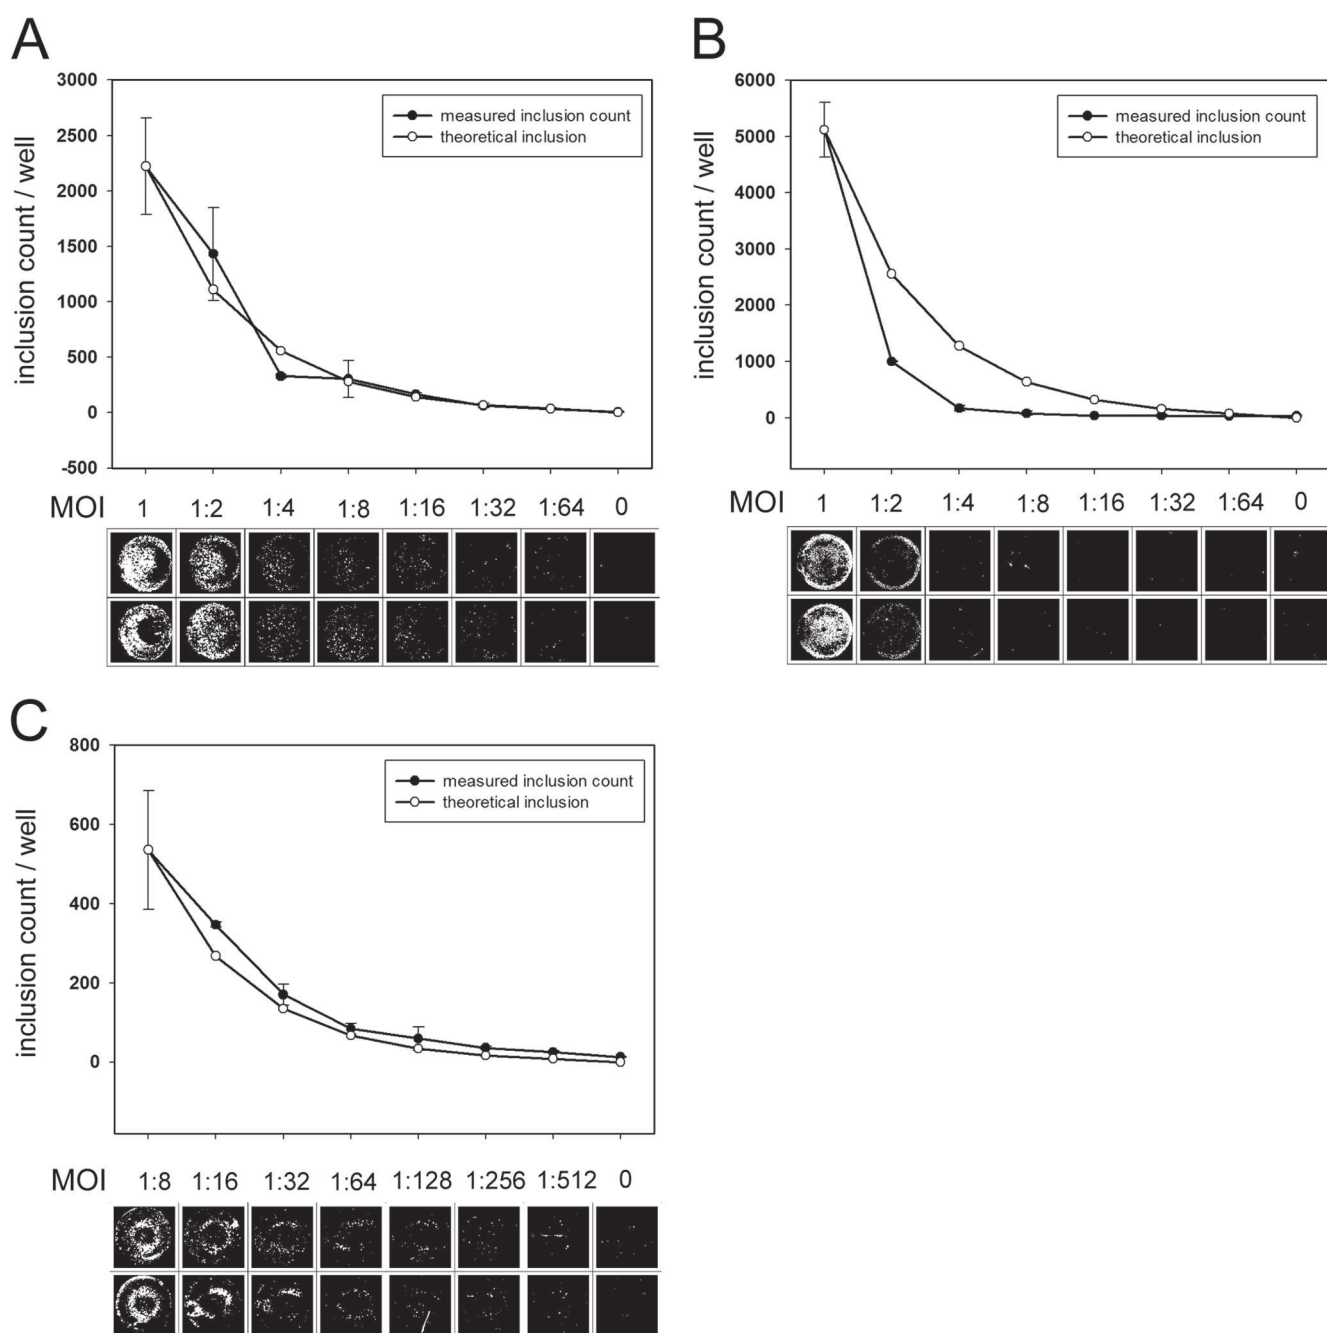 A
3000
2500
2000
1500
1000
500
0
-500
inclusion count / well
measured inclusion count
theoretical inclusion
MOI 1 1:2 1:4 1:8 1:16 1:32 1:64 0
B
6000
5000
4000
3000
2000
1000
0
inclusion count / well
measured inclusion count
theoretical inclusion
MOI 1 1:2 1:4 1:8 1:16 1:32 1:64 0
C
800
600
400
200
0
inclusion count / well
measured inclusion count
theoretical inclusion
MOI 1:8 1:16 1:32 1:64 1:128 1:256 1:512 0